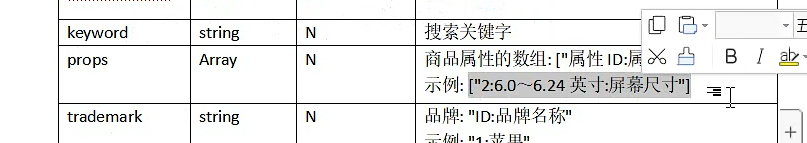 keyword string N 搜索关键字
props Array N 商品属性的数组: ["属性 ID:属
示例: ["2:6.0～6.24 英寸:屏幕尺寸"]
trademark string N 品牌: "ID:品牌名称"
示例: "1:苹果"
B I ab